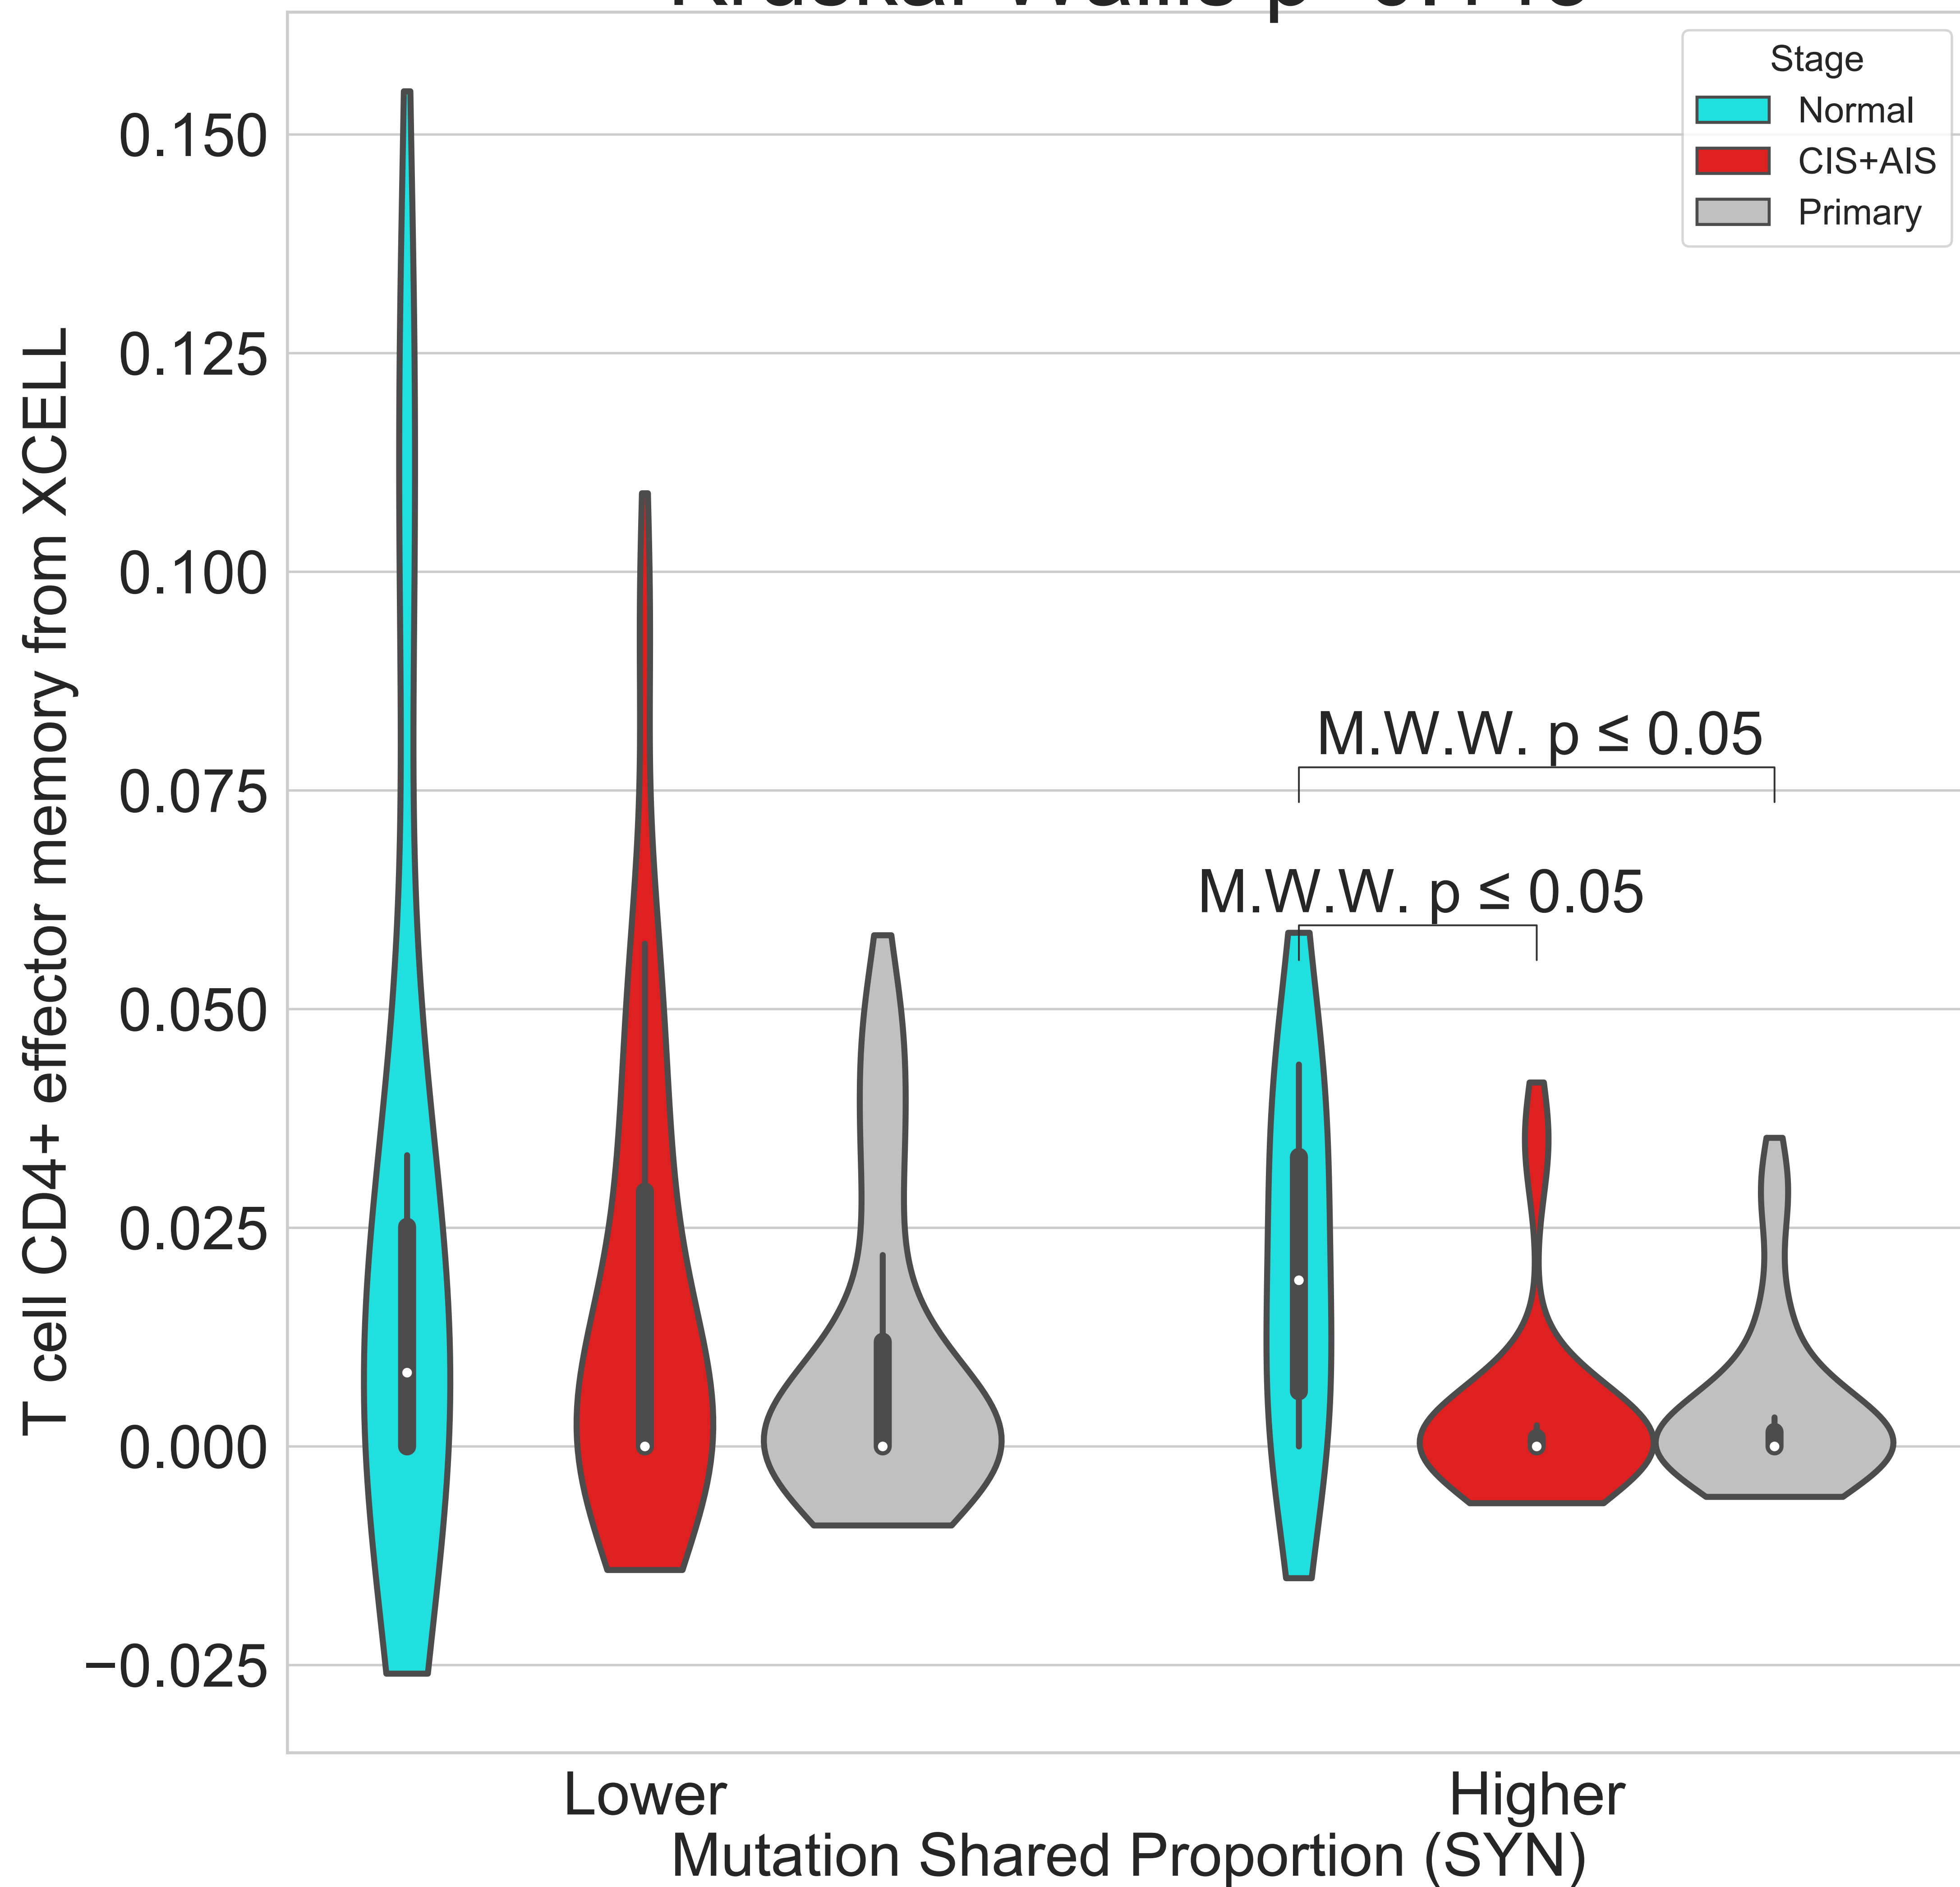 Stage
Normal
CIS+AIS
Primary
0.150
0.125
0.100
0.075
0.050
0.025
0.000
−0.025
T cell CD4+ effector memory from XCELL
M.W.W. p ≤ 0.05
M.W.W. p ≤ 0.05
Lower
Higher
Mutation Shared Proportion (SYN)